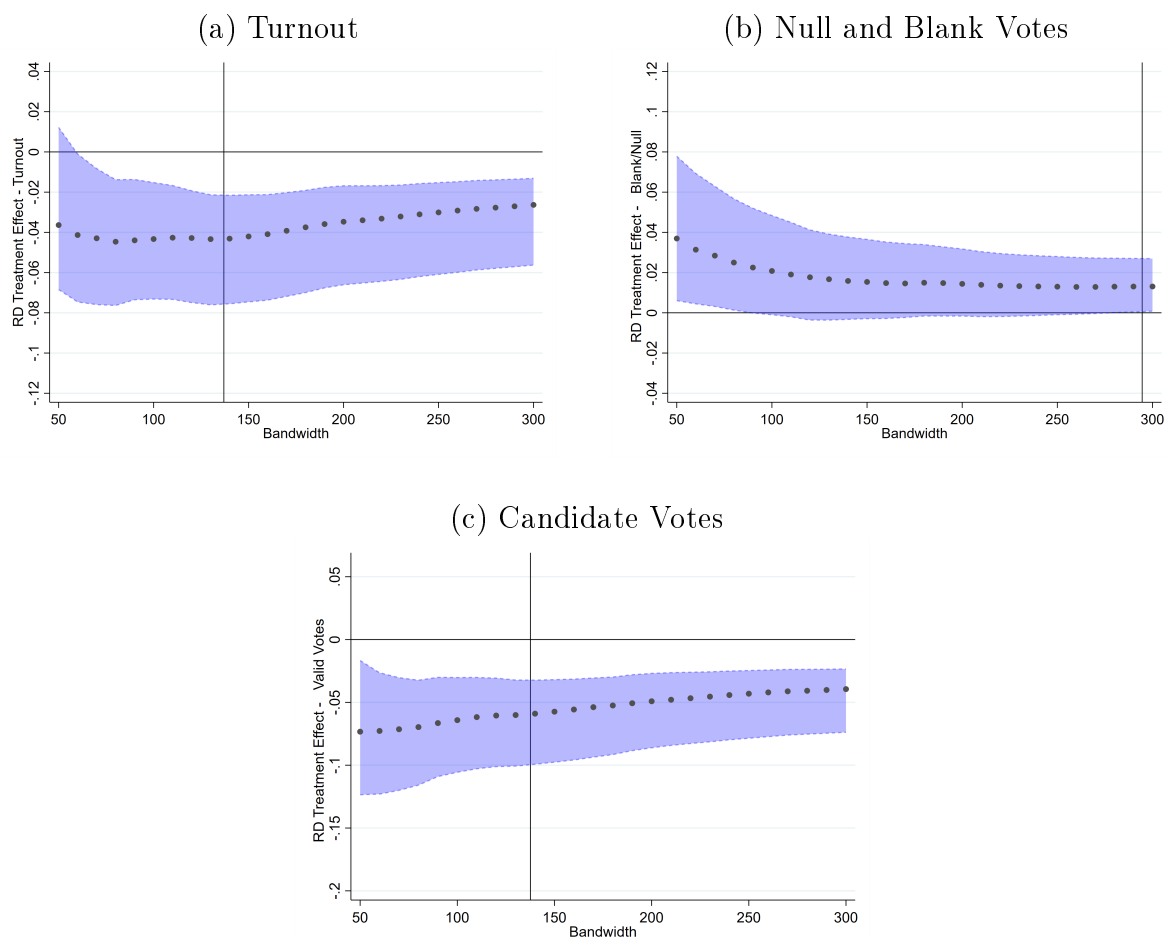 (a) Turnout
RD Treatment Effect - Turnout
.04
.02
0
-.02
-.04
-.06
-.08
-.1
-.12
50 100 150 200 250 300
Bandwidth
(b) Null and Blank Votes
RD Treatment Effect - Blank/Null
.12
.1
.08
.06
.04
.02
0
-.02
-.04
50 100 150 200 250 300
Bandwidth
(c) Candidate Votes
RD Treatment Effect - Valid Votes
.05
0
-.05
-.1
-.15
-.2
50 100 150 200 250 300
Bandwidth